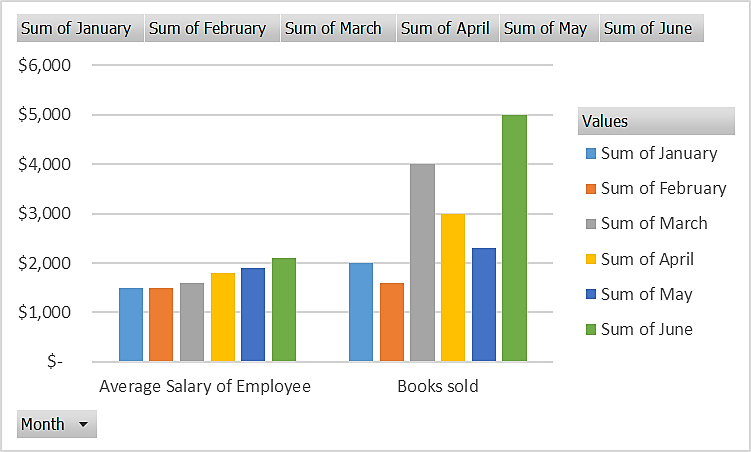 Sum of January Sum of February Sum of March Sum of April Sum of May Sum of June
$6,000
$5,000
$4,000
$3,000
$2,000
$1,000
$-
Average Salary of Employee Books sold
Values
Sum of January
Sum of February
Sum of March
Sum of April
Sum of May
Sum of June
Month